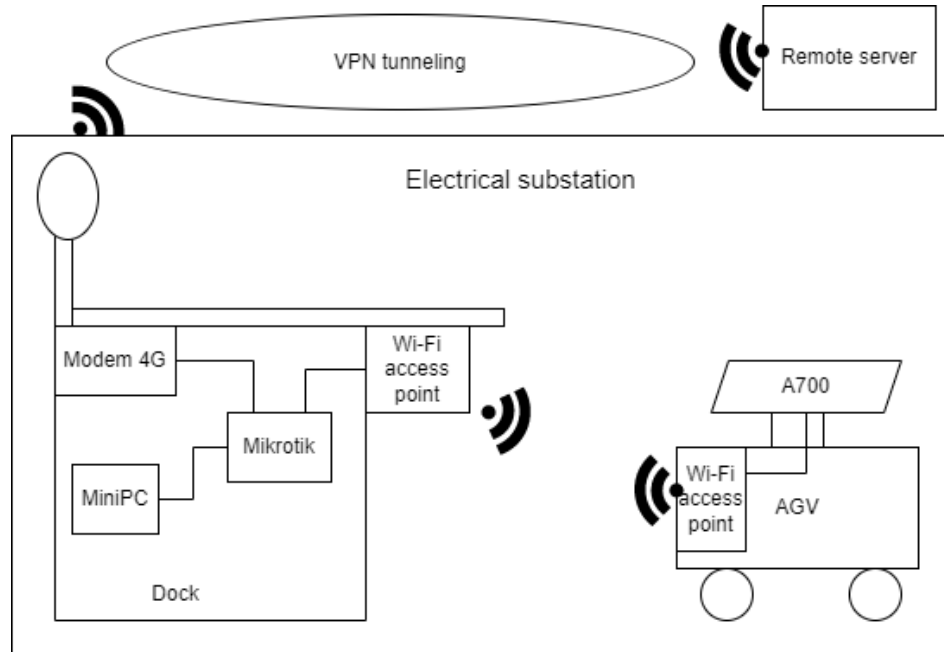 VPN tunneling
Remote server
Electrical substation
Modem 4G
Wi-Fi
access
point
Mikrotik
MiniPC
Dock
A700
Wi-Fi
access
point
AGV